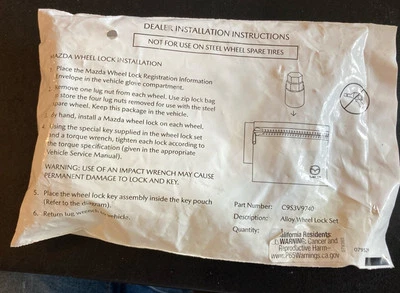 DEALER INSTALLATION INSTRUCTIONS
NOT FOR USE ON STEEL WHEEL SPARE TIRES
MAZDA WHEEL LOCK INSTALLATION
Place the Mazda Wheel Lock Registration Information
Envelope in the vehicle glove compartment.
Remove one lug nut from each wheel. Use zip lock bag
store the four lug nuts removed for use with the steel
spare wheel. Keep this package in the vehicle.
By hand, install a Mazda wheel lock on each wheel.
Using the special key supplied in the wheel lock set
and a torque wrench, tighten each lock according to
the torque specification (given in the appropriate
Vehicle Service Manual).
WARNING: USE OF AN IMPACT WRENCH MAY CAUSE
PERMANENT DAMAGE TO LOCK AND KEY.
5. Place the wheel lock key assembly inside the key pouch
(Refer to the diagram).
6. Return lug wrench to vehicle.
Part Number: C9S3V9740
Description: Alloy Wheel Lock Set
Quantity:
California Residents:
WARNING: Cancer and
Reproductive Harm-
www.P65Warnings.ca.gov